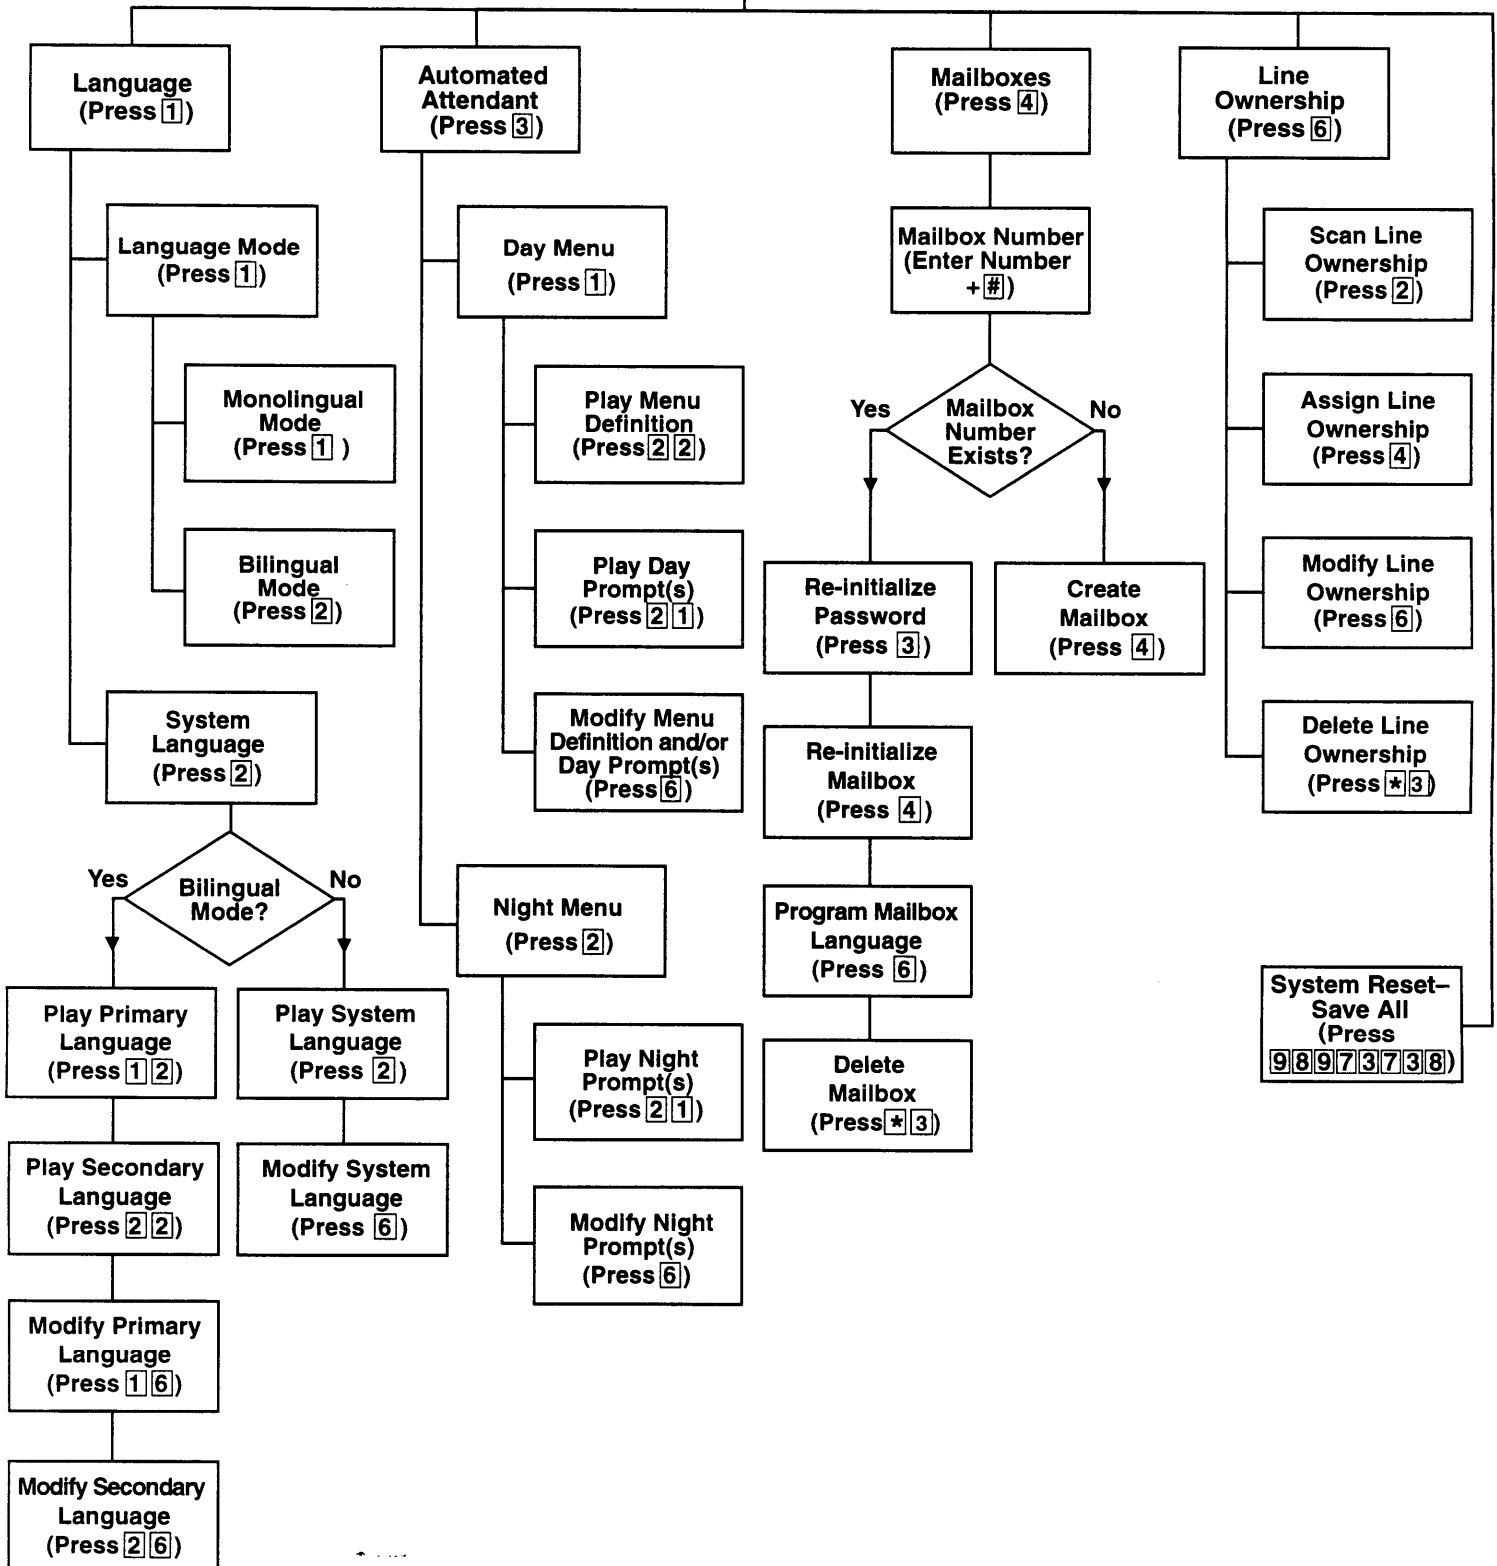 Language
(Press 1)
Automated
Attendant
(Press 3)
Mailboxes
(Press 4)
Line
Ownership
(Press 6)
Language Mode
(Press 1)
Monolingual
Mode
(Press 1 )
Bilingual
Mode
(Press 2)
System
Language
(Press 2)
Bilingual
Mode?
Yes
No
Play Primary
Language
(Press 1 2)
Play Secondary
Language
(Press 2 2)
Modify Primary
Language
(Press 1 6)
Modify Secondary
Language
(Press 2 6)
Play System
Language
(Press 2)
Modify System
Language
(Press 6)
Day Menu
(Press 1)
Play Menu
Definition
(Press 2 2)
Play Day
Prompt(s)
(Press 2 1)
Modify Menu
Definition and/or
Day Prompt(s)
(Press 6)
Night Menu
(Press 2)
Play Night
Prompt(s)
(Press 2 1)
Modify Night
Prompt(s)
(Press 6)
Mailbox Number
(Enter Number
+ #)
Mailbox
Number
Exists?
Yes
No
Re-initialize
Password
(Press 3)
Re-initialize
Mailbox
(Press 4)
Program Mailbox
Language
(Press 6)
Delete
Mailbox
(Press * 3)
Create
Mailbox
(Press 4)
Scan Line
Ownership
(Press 2)
Assign Line
Ownership
(Press 4)
Modify Line
Ownership
(Press 6)
Delete Line
Ownership
(Press * 3)
System Reset–
Save All
(Press
9 8 9 7 3 7 3 8)